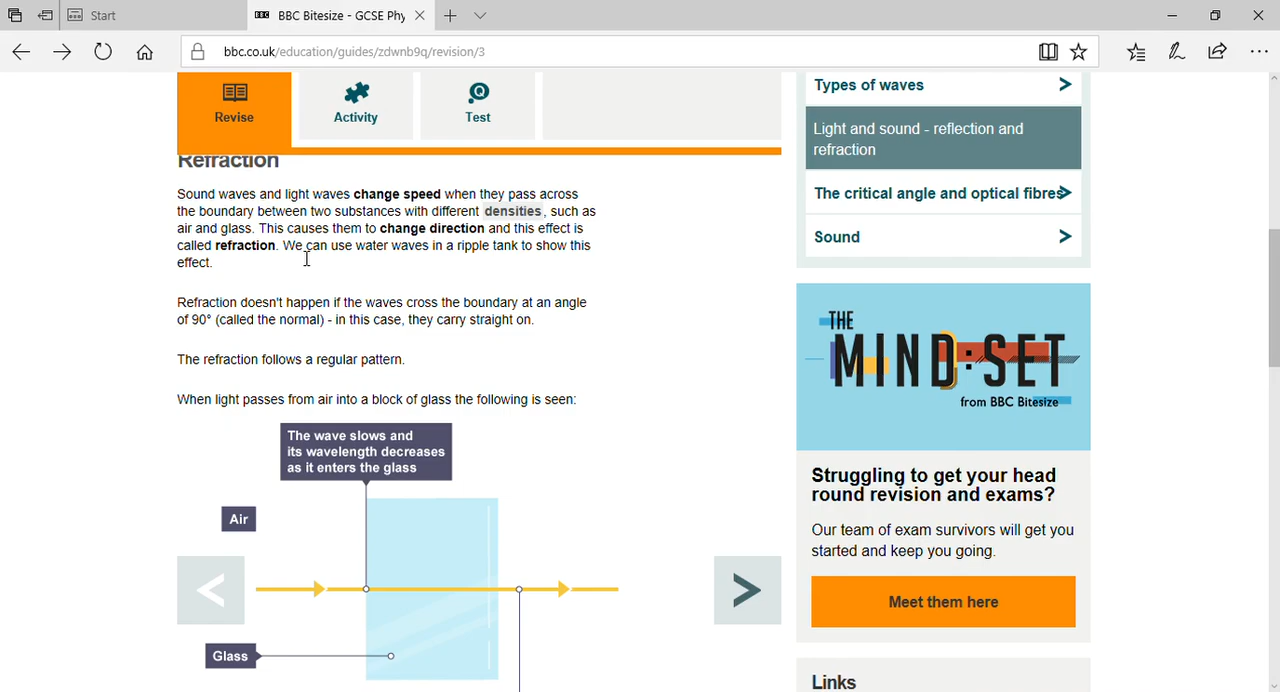 Start
BBC BBC Bitesize - GCSE Phy
bbc.co.uk/education/guides/zdwnb9q/revision/3
Revise
Activity
Test
Refraction
Sound waves and light waves change speed when they pass across
the boundary between two substances with different densities, such as
air and glass. This causes them to change direction and this effect is
called refraction. We can use water waves in a ripple tank to show this
effect.
Refraction doesn't happen if the waves cross the boundary at an angle
of 90° (called the normal) - in this case, they carry straight on.
The refraction follows a regular pattern.
When light passes from air into a block of glass the following is seen:
The wave slows and
its wavelength decreases
as it enters the glass
Air
Glass
Types of waves
Light and sound - reflection and
refraction
The critical angle and optical fibres
Sound
THE
MIND:SET
from BBC Bitesize
Struggling to get your head
round revision and exams?
Our team of exam survivors will get you
started and keep you going.
Meet them here
Links